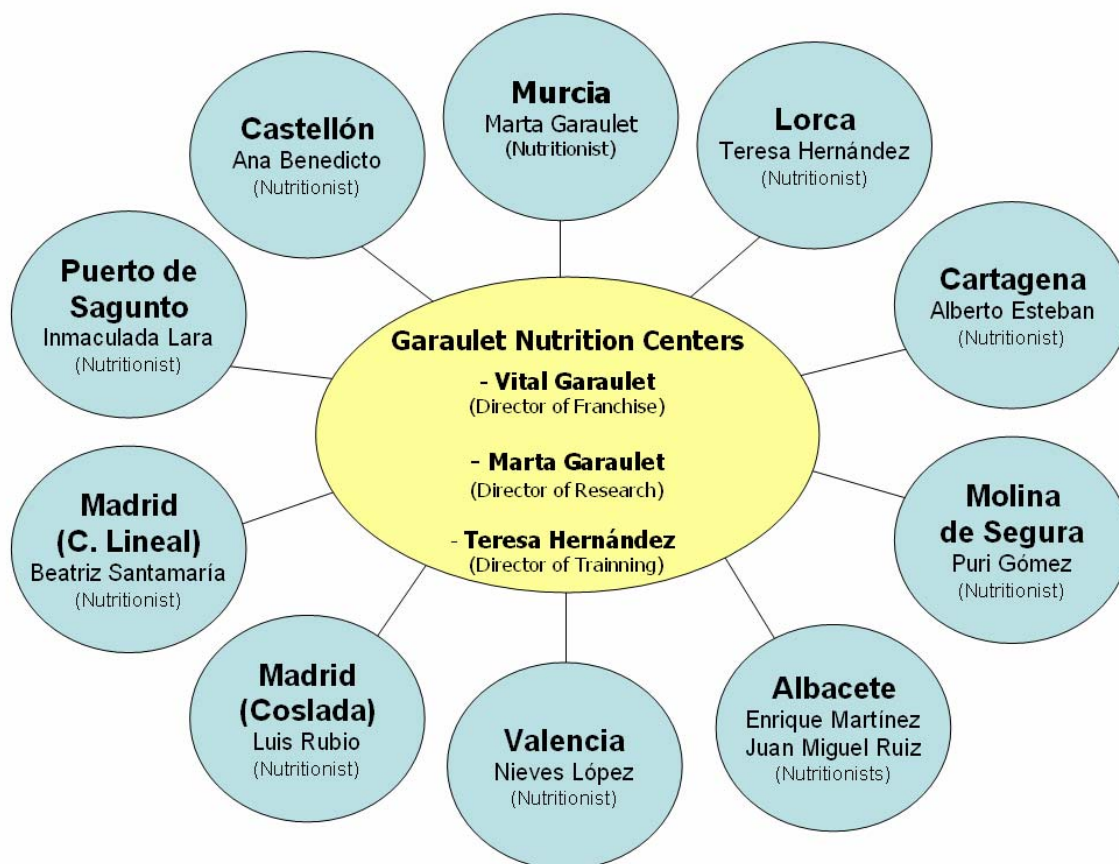 Murcia
Marta Garaulet
(Nutritionist)
Lorca
Teresa Hernández
(Nutritionist)
Cartagena
Alberto Esteban
(Nutritionist)
Molina
de Segura
Puri Gómez
(Nutritionist)
Albacete
Enrique Martínez
Juan Miguel Ruiz
(Nutritionists)
Valencia
Nieves López
(Nutritionist)
Madrid
(Coslada)
Luis Rubio
(Nutritionist)
Madrid
(C. Lineal)
Beatriz Santamaría
(Nutritionist)
Puerto de
Sagunto
Inmaculada Lara
(Nutritionist)
Castellón
Ana Benedicto
(Nutritionist)
Garaulet Nutrition Centers
- Vital Garaulet
(Director of Franchise)
- Marta Garaulet
(Director of Research)
- Teresa Hernández
(Director of Trainning)